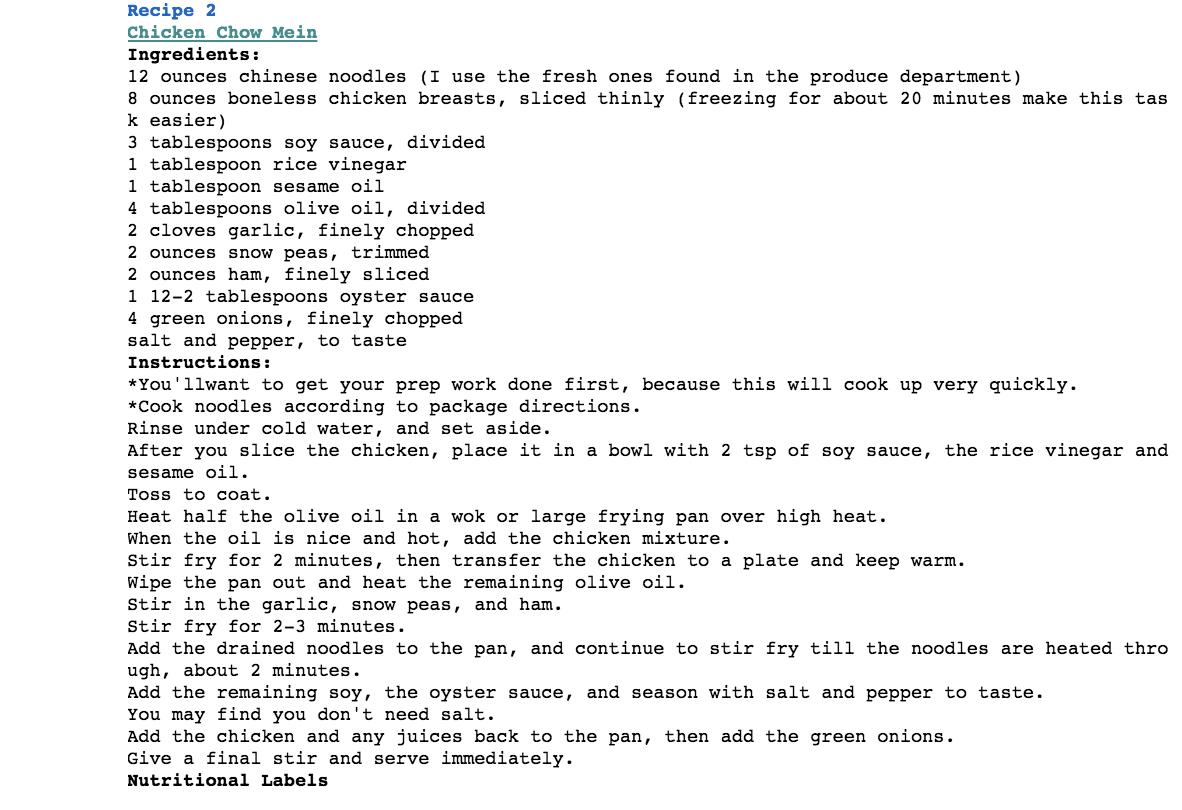 Recipe 2
Chicken Chow Mein
Ingredients:
12 ounces chinese noodles (I use the fresh ones found in the produce department)
8 ounces boneless chicken breasts, sliced thinly (freezing for about 20 minutes make this tas
k easier)
3 tablespoons soy sauce, divided
1 tablespoon rice vinegar
1 tablespoon sesame oil
4 tablespoons olive oil, divided
2 cloves garlic, finely chopped
2 ounces snow peas, trimmed
2 ounces ham, finely sliced
1 12-2 tablespoons oyster sauce
4 green onions, finely chopped
salt and pepper, to taste
Instructions:
*You'llwant to get your prep work done first, because this will cook up very quickly.
*Cook noodles according to package directions.
Rinse under cold water, and set aside.
After you slice the chicken, place it in a bowl with 2 tsp of soy sauce, the rice vinegar and
sesame oil.
Toss to coat.
Heat half the olive oil in a wok or large frying pan over high heat.
When the oil is nice and hot, add the chicken mixture.
Stir fry for 2 minutes, then transfer the chicken to a plate and keep warm.
Wipe the pan out and heat the remaining olive oil.
Stir in the garlic, snow peas, and ham.
Stir fry for 2-3 minutes.
Add the drained noodles to the pan, and continue to stir fry till the noodles are heated thro
ugh, about 2 minutes.
Add the remaining soy, the oyster sauce, and season with salt and pepper to taste.
You may find you don't need salt.
Add the chicken and any juices back to the pan, then add the green onions.
Give a final stir and serve immediately.
Nutritional Labels